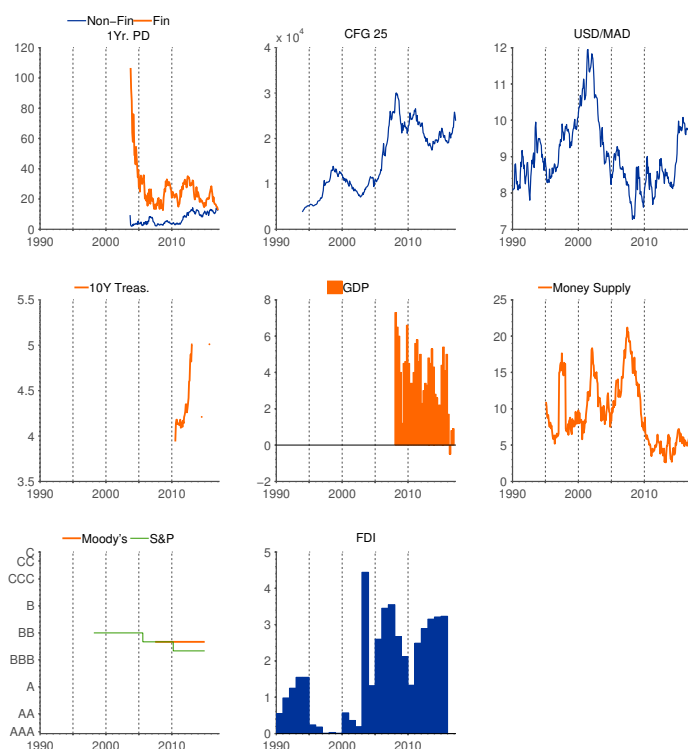 Non−Fin Fin
1Yr. PD
120
100
80
60
40
20
0
1990 2000 2010
x 10^4
CFG 25
4
3
2
1
0
1990 2000 2010
USD/MAD
12
11
10
9
8
7
1990 2000 2010
10Y Treas.
5.5
5
4.5
4
3.5
1990 2000 2010
GDP
8
6
4
2
0
−2
1990 2000 2010
Money Supply
25
20
15
10
5
0
1990 2000 2010
Moody's S&P
C
CC
CCC
B
BB
BBB
A
AA
AAA
1990 2000 2010
FDI
5
4
3
2
1
0
1990 2000 2010